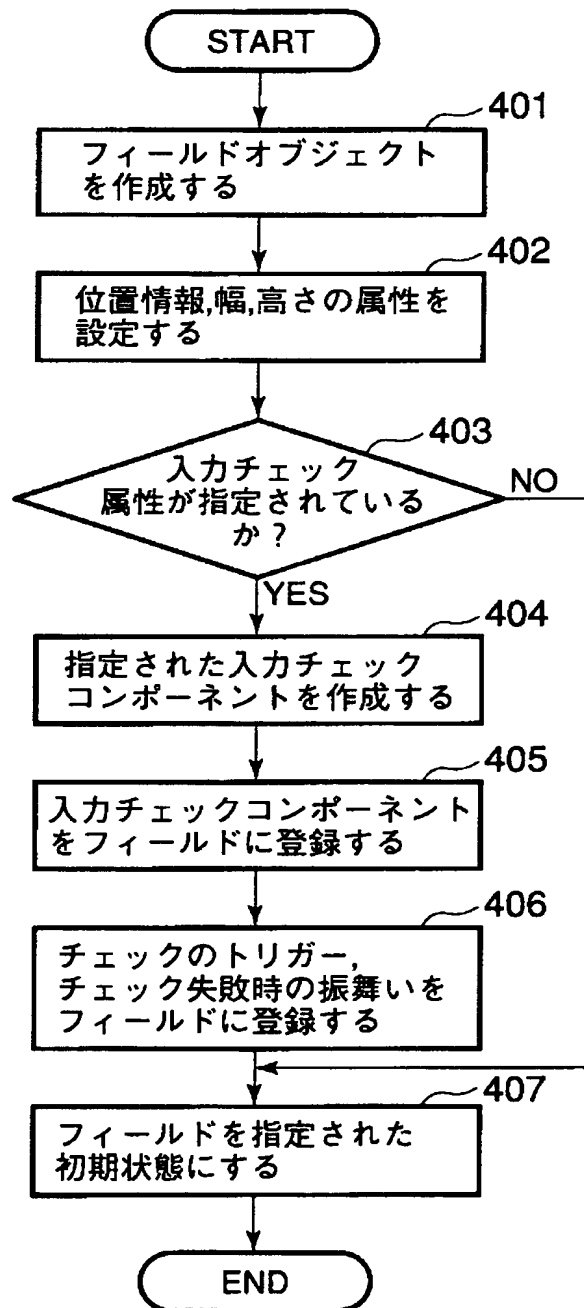 START
401
フィールドオブジェクト
を作成する
402
位置情報,幅,高さの属性を
設定する
403
入力チェック
属性が指定されている
か?
NO
YES
404
指定された入力チェック
コンポーネントを作成する
405
入力チェックコンポーネント
をフィールドに登録する
406
チェックのトリガー,
チェック失敗時の振舞いを
フィールドに登録する
407
フィールドを指定された
初期状態にする
END